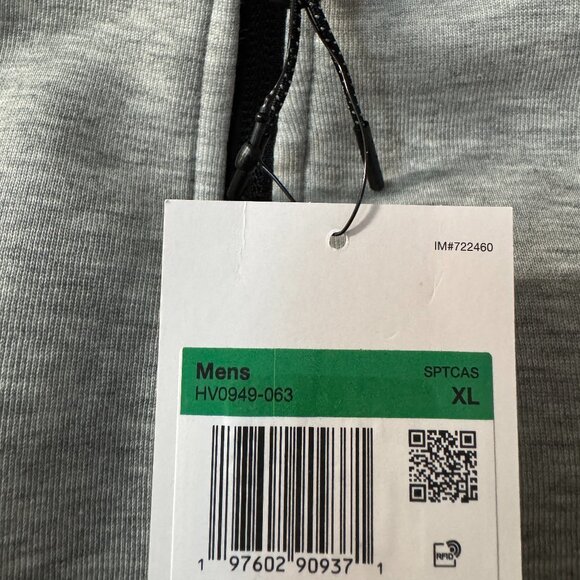 IM#722460
Mens SPTCAS
HV0949-063 XL
1 97602 90937 1
RFID